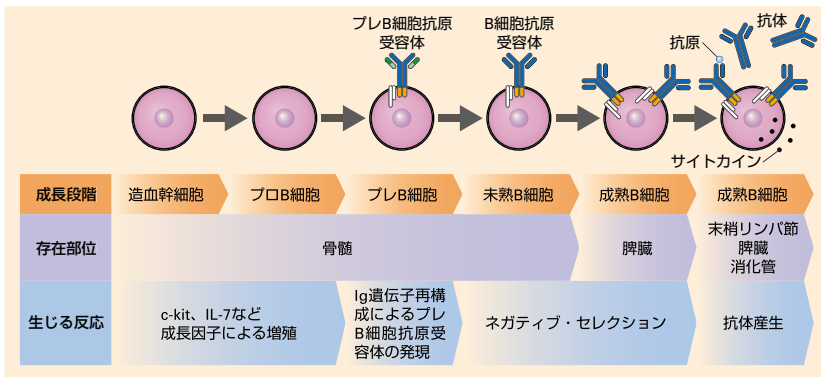 プレB細胞抗原
受容体
B細胞抗原
受容体
抗原
抗体
サイトカイン
成長段階
造血幹細胞
プロB細胞
プレB細胞
未熟B細胞
成熟B細胞
成熟B細胞
存在部位
骨髄
脾臓
末梢リンパ節
脾臓
消化管
生じる反応
c-kit、IL-7など
成長因子による増殖
Ig遺伝子再構
成によるプレ
B細胞抗原受
容体の発現
ネガティブ・セレクション
抗体産生